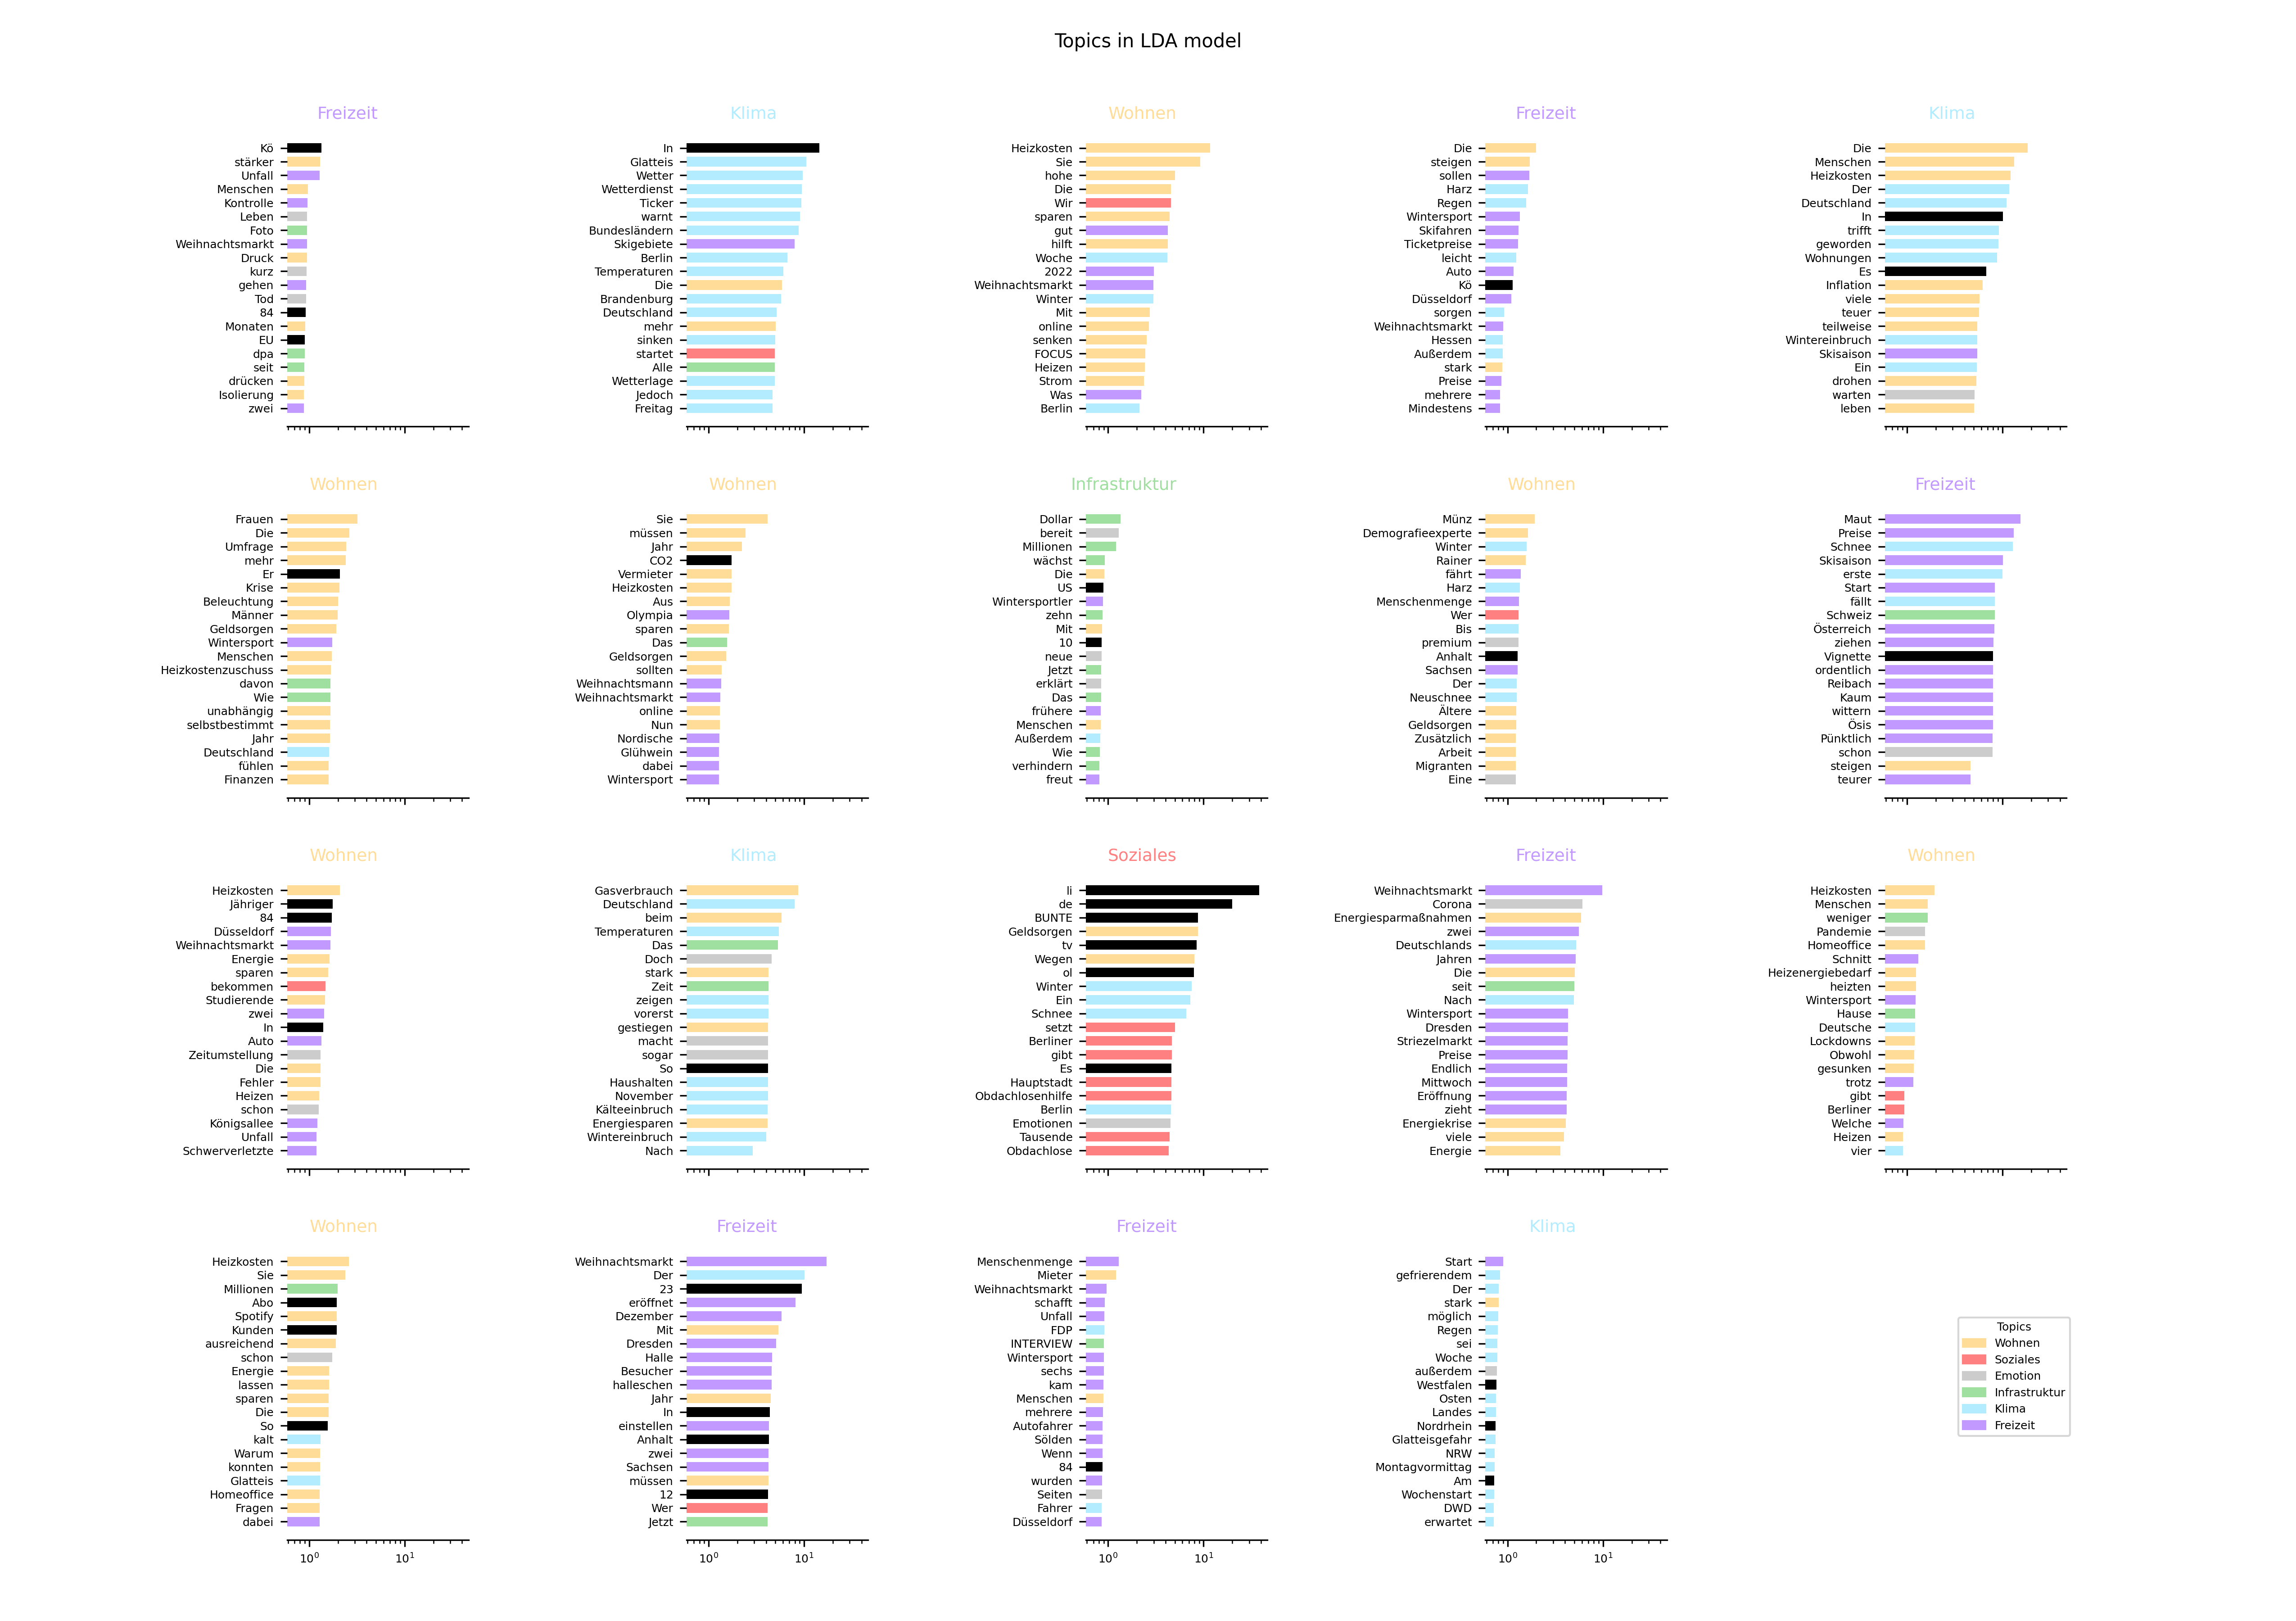 Topics in LDA model
Freizeit
Kö
stärker
Unfall
Menschen
Kontrolle
Leben
Foto
Weihnachtsmarkt
Druck
kurz
gehen
Tod
84
Monaten
EU
dpa
seit
drücken
Isolierung
zwei
Klima
In
Glatteis
Wetter
Wetterdienst
Ticker
warnt
Bundesländern
Skigebiete
Berlin
Temperaturen
Die
Brandenburg
Deutschland
mehr
sinken
startet
Alle
Wetterlage
Jedoch
Freitag
Wohnen
Heizkosten
Sie
hohe
Die
Wir
sparen
gut
hilft
Woche
2022
Weihnachtsmarkt
Winter
Mit
online
senken
FOCUS
Heizen
Strom
Was
Berlin
Freizeit
Die
steigen
sollen
Harz
Regen
Wintersport
Skifahren
Ticketpreise
leicht
Auto
Kö
Düsseldorf
sorgen
Weihnachtsmarkt
Hessen
Außerdem
stark
Preise
mehrere
Mindestens
Klima
Die
Menschen
Heizkosten
Der
Deutschland
In
trifft
geworden
Wohnungen
Es
Inflation
viele
teuer
teilweise
Wintereinbruch
Skisaison
Ein
drohen
warten
leben
Wohnen
Frauen
Die
Umfrage
mehr
Er
Krise
Beleuchtung
Männer
Geldsorgen
Wintersport
Menschen
Heizkostenzuschuss
davon
Wie
unabhängig
selbstbestimmt
Jahr
Deutschland
fühlen
Finanzen
Wohnen
Sie
müssen
Jahr
CO2
Vermieter
Heizkosten
Aus
Olympia
sparen
Das
Geldsorgen
sollten
Weihnachtsmann
Weihnachtsmarkt
online
Nun
Nordische
Glühwein
dabei
Wintersport
Infrastruktur
Dollar
bereit
Millionen
wächst
Die
US
Wintersportler
zehn
Mit
10
neue
Jetzt
erklärt
Das
frühere
Menschen
Außerdem
Wie
verhindern
freut
Wohnen
Münz
Demografieexperte
Winter
Rainer
fährt
Harz
Menschenmenge
Wer
Bis
premium
Anhalt
Sachsen
Der
Neuschnee
Ältere
Geldsorgen
Zusätzlich
Arbeit
Migranten
Eine
Freizeit
Maut
Preise
Schnee
Skisaison
erste
Start
fällt
Schweiz
Österreich
ziehen
Vignette
ordentlich
Reibach
Kaum
wittern
Ösis
Pünktlich
schon
steigen
teurer
Wohnen
Heizkosten
Jähriger
84
Düsseldorf
Weihnachtsmarkt
Energie
sparen
bekommen
Studierende
zwei
In
Auto
Zeitumstellung
Die
Fehler
Heizen
schon
Königsallee
Unfall
Schwerverletzte
Klima
Gasverbrauch
Deutschland
beim
Temperaturen
Das
Doch
stark
Zeit
zeigen
vorerst
gestiegen
macht
sogar
So
Haushalten
November
Kälteeinbruch
Energiesparen
Wintereinbruch
Nach
Soziales
li
de
BUNTE
Geldsorgen
tv
Wegen
ol
Winter
Ein
Schnee
setzt
Berliner
gibt
Es
Hauptstadt
Obdachlosenhilfe
Berlin
Emotionen
Tausende
Obdachlose
Freizeit
Weihnachtsmarkt
Corona
Energiesparmaßnahmen
zwei
Deutschlands
Jahren
Die
seit
Nach
Wintersport
Dresden
Striezelmarkt
Preise
Endlich
Mittwoch
Eröffnung
zieht
Energiekrise
viele
Energie
Wohnen
Heizkosten
Menschen
weniger
Pandemie
Homeoffice
Schnitt
Heizenergiebedarf
heizten
Wintersport
Hause
Deutsche
Lockdowns
Obwohl
gesunken
trotz
gibt
Berliner
Welche
Heizen
vier
Wohnen
Heizkosten
Sie
Millionen
Abo
Spotify
Kunden
ausreichend
schon
Energie
lassen
sparen
Die
So
kalt
Warum
konnten
Glatteis
Homeoffice
Fragen
dabei
10⁰ 10¹
Freizeit
Weihnachtsmarkt
Der
23
eröffnet
Dezember
Mit
Dresden
Halle
Besucher
halleschen
Jahr
In
einstellen
Anhalt
zwei
Sachsen
müssen
12
Wer
Jetzt
10⁰ 10¹
Freizeit
Menschenmenge
Mieter
Weihnachtsmarkt
schafft
Unfall
FDP
INTERVIEW
Wintersport
sechs
kam
Menschen
mehrere
Autofahrer
Sölden
Wenn
84
wurden
Seiten
Fahrer
Düsseldorf
10⁰ 10¹
Klima
Start
gefrierendem
Der
stark
möglich
Regen
sei
Woche
außerdem
Westfalen
Osten
Landes
Nordrhein
Glatteisgefahr
NRW
Montagvormittag
Am
Wochenstart
DWD
erwartet
10⁰ 10¹
Topics
Wohnen
Soziales
Emotion
Infrastruktur
Klima
Freizeit